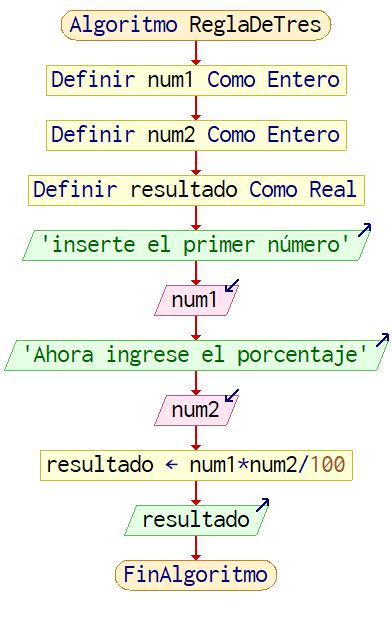 Algoritmo ReglaDeTres
Definir num1 Como Entero
Definir num2 Como Entero
Definir resultado Como Real
'inserte el primer número'
num1
'Ahora ingrese el porcentaje'
num2
resultado ← num1*num2/100
resultado
FinAlgoritmo